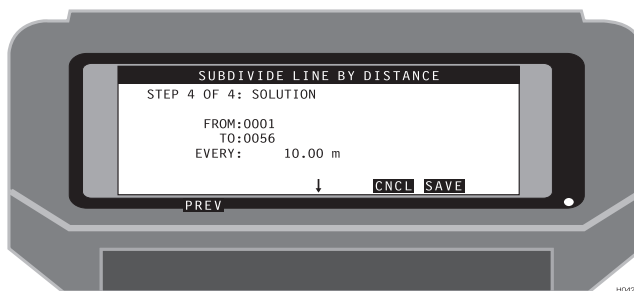 SUBDIVIDE LINE BY DISTANCE
STEP 4 OF 4: SOLUTION
FROM:0001
TO:0056
EVERY: 10.00 m
↓ CNCL SAVE
PREV